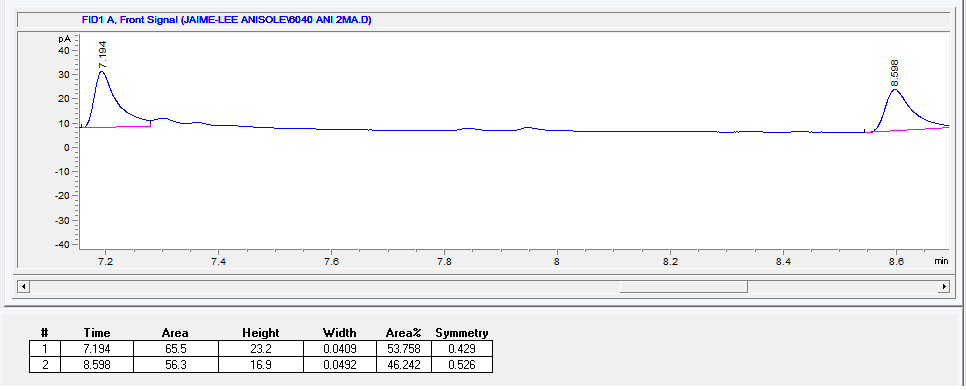 FID1 A, Front Signal (JAIME-LEE ANISOLE\6040 ANI 2MA.D)
pA
40
30
20
10
0
-10
-20
-30
-40
7.194
8.598
7.2 7.4 7.6 7.8 8 8.2 8.4 8.6 min
# Time Area Height Width Area% Symmetry
1 7.194 65.5 23.2 0.0409 53.758 0.429
2 8.598 56.3 16.9 0.0492 46.242 0.526